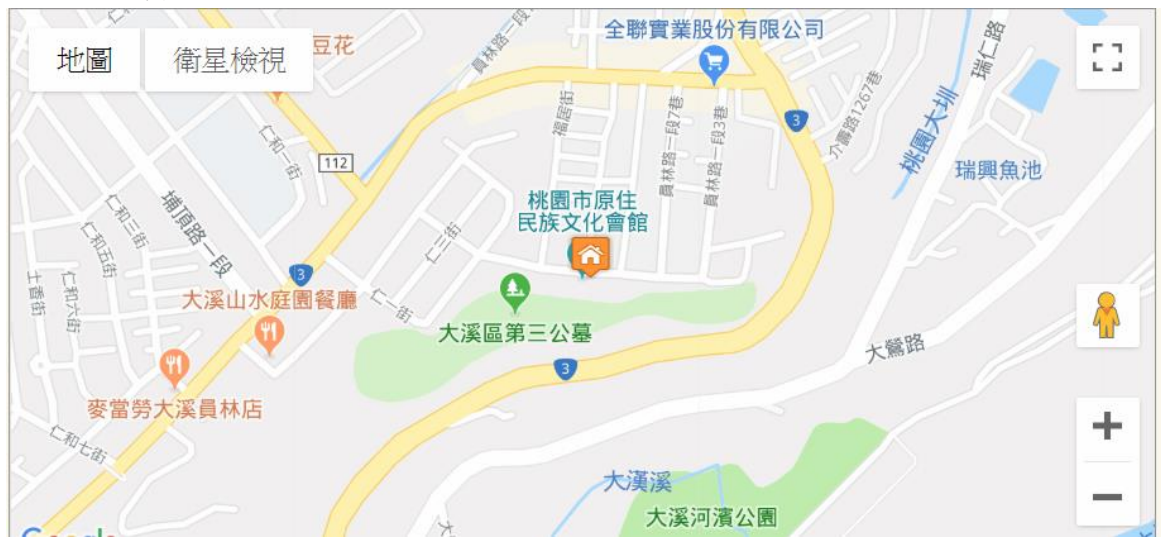 地圖
衛星檢視
豆花
員林路一段
全聯實業股份有限公司
瑞仁路
3
112
仁和一街
福居街
員林路一段7巷
員林路一段3巷
介壽路1267巷
桃園大圳
瑞興魚池
桃園市原住
民族文化會館
埔頂路一段
仁和三街
仁和五街
仁和六街
士香街
仁三街
3
大溪山水庭園餐廳
仁一街
大溪區第三公墓
3
大鶯路
麥當勞大溪員林店
仁和七街
大漢溪
大溪河濱公園
+
−